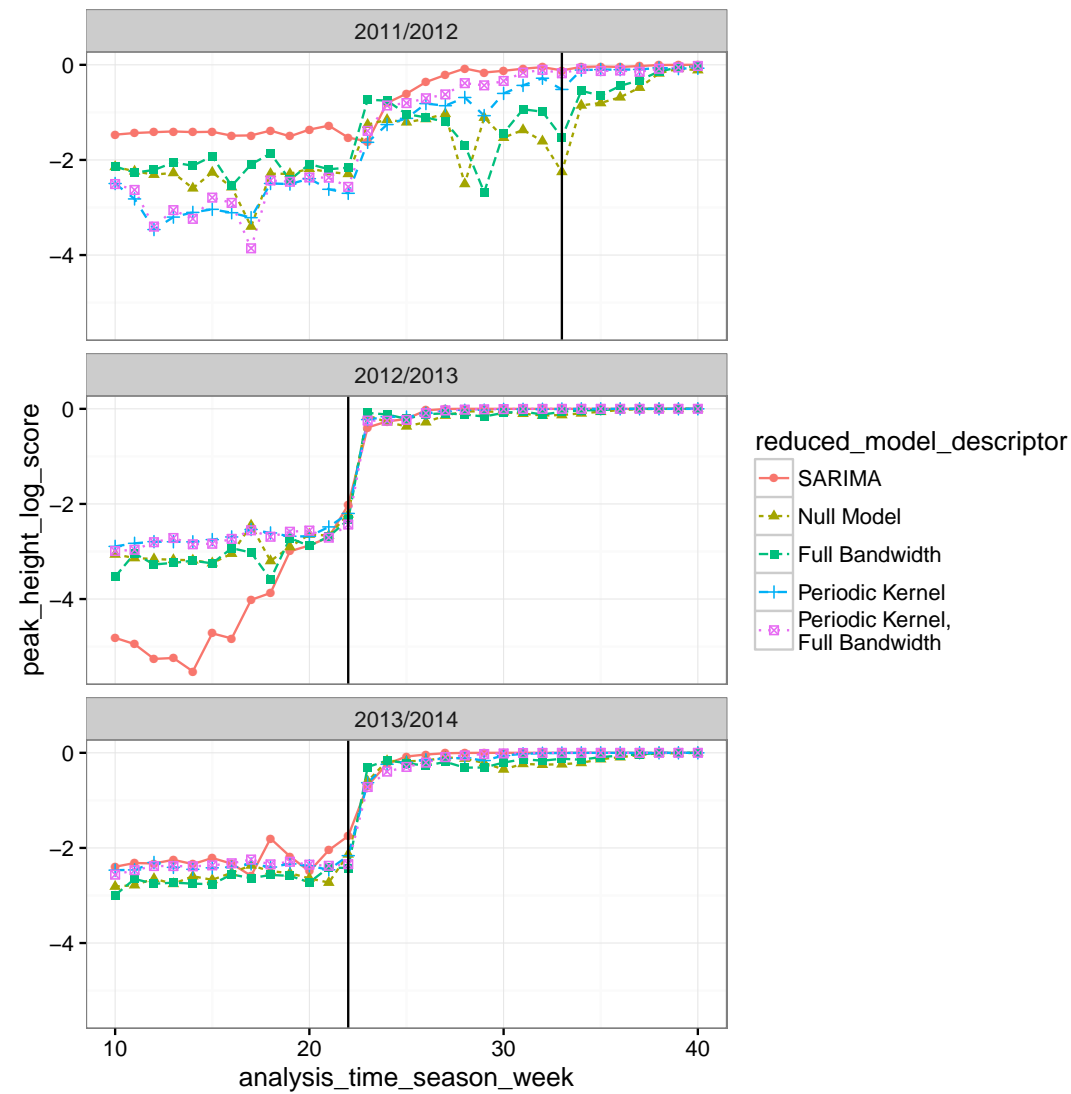 2011/2012
0
−2
−4
2012/2013
0
−2
−4
2013/2014
0
−2
−4
10 20 30 40
analysis_time_season_week
peak_height_log_score
reduced_model_descriptor
SARIMA
Null Model
Full Bandwidth
Periodic Kernel
Periodic Kernel,
Full Bandwidth